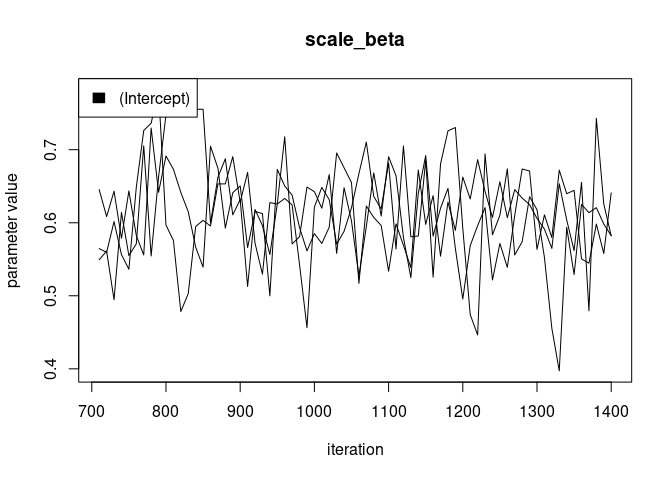 scale_beta
(Intercept)
0.7
0.6
0.5
0.4
parameter value
700 800 900 1000 1100 1200 1300 1400
iteration